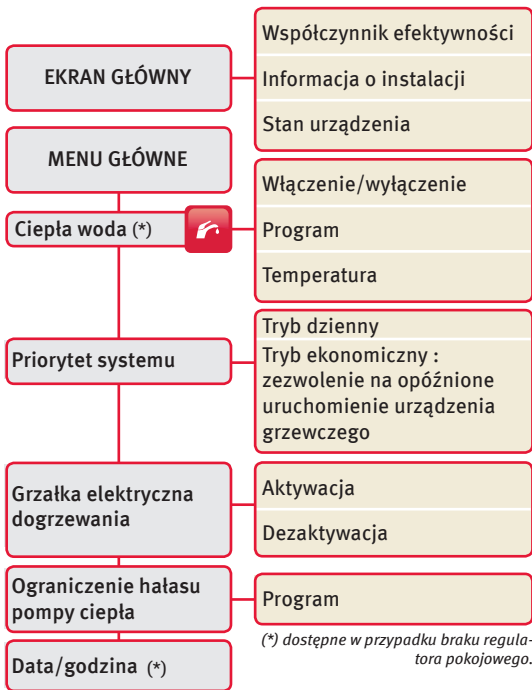 EKRAN GŁÓWNY
Współczynnik efektywności
Informacja o instalacji
Stan urządzenia
MENU GŁÓWNE
Ciepła woda (*)
Włączenie/wyłączenie
Program
Temperatura
Priorytet systemu
Tryb dzienny
Tryb ekonomiczny :
zezwolenie na opóźnione
uruchomienie urządzenia
grzewczego
Grzałka elektryczna
dogrzewania
Aktywacja
Dezaktywacja
Ograniczenie hałasu
pompy ciepła
Program
Data/godzina (*)
(*) dostępne w przypadku braku regula-
tora pokojowego.